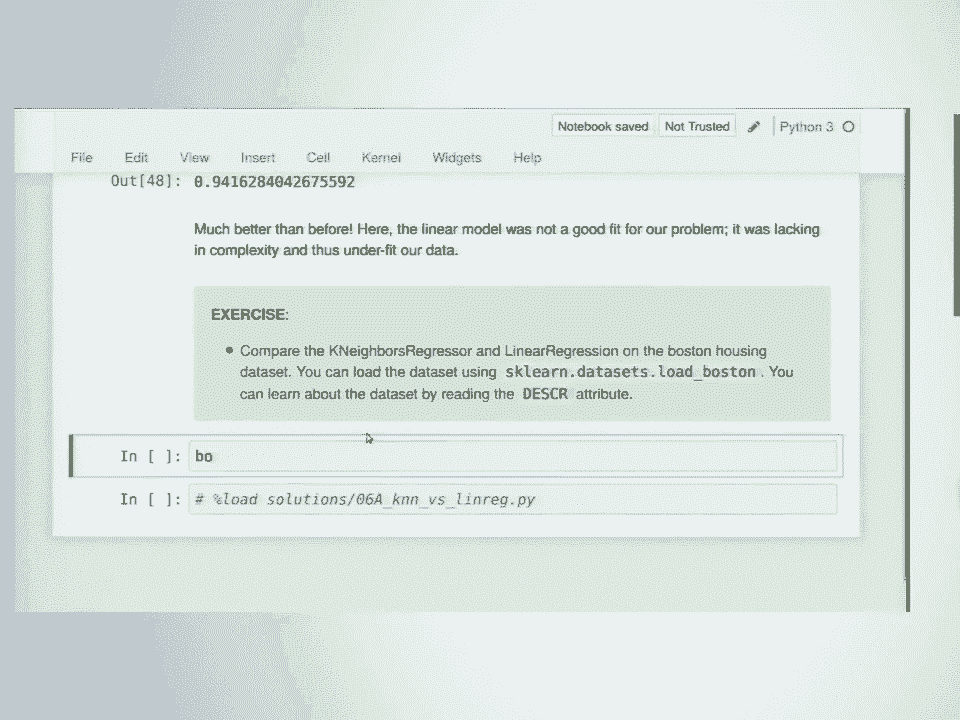 Notebook saved Not Trusted Python 3
File Edit View Insert Cell Kernel Widgets Help
Out[48]: 0.9416284042675592
Much better than before! Here, the linear model was not a good fit for our problem; it was lacking
in complexity and thus under-fit our data.
EXERCISE:
• Compare the KNeighborsRegressor and LinearRegression on the boston housing
dataset. You can load the dataset using sklearn.datasets.load_boston . You
can learn about the dataset by reading the DESCR attribute.
In [ ]: bo
In [ ]: # %load solutions/06A_knn_vs_linreg.py